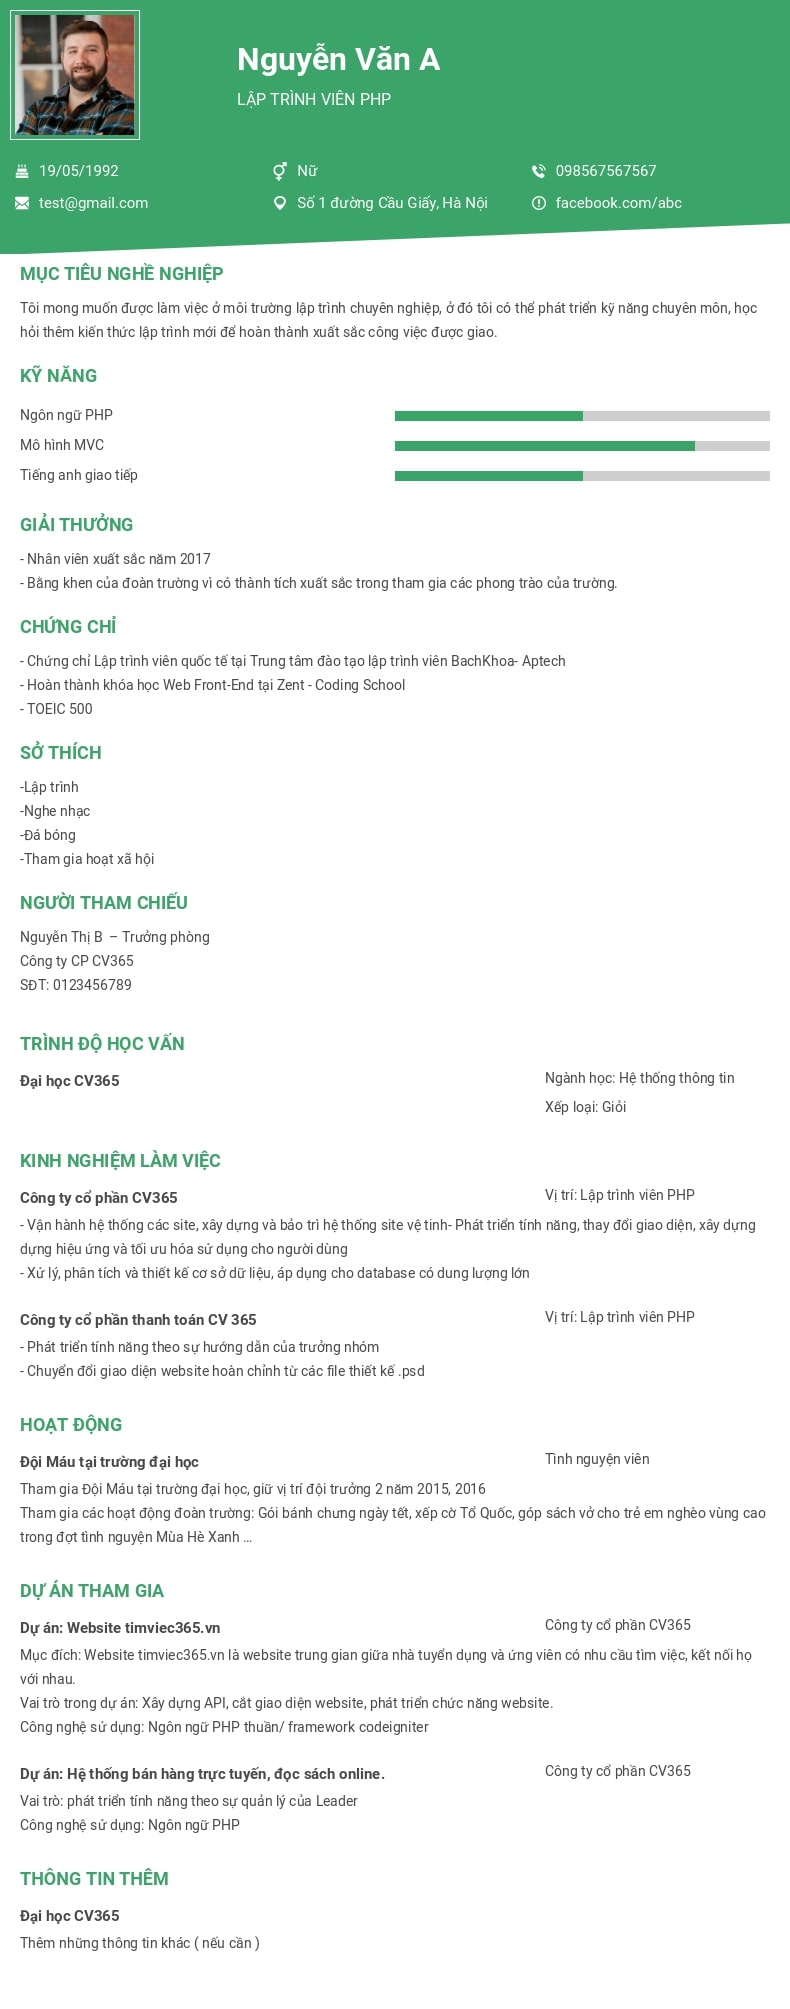 Nguyễn Văn A
LẬP TRÌNH VIÊN PHP
19/05/1992
Nữ
098567567567
test@gmail.com
Số 1 đường Cầu Giấy, Hà Nội
facebook.com/abc
MỤC TIÊU NGHỀ NGHIỆP
Tôi mong muốn được làm việc ở môi trường lập trình chuyên nghiệp, ở đó tôi có thể phát triển kỹ năng chuyên môn, học
hỏi thêm kiến thức lập trình mới để hoàn thành xuất sắc công việc được giao.
KỸ NĂNG
Ngôn ngữ PHP
Mô hình MVC
Tiếng anh giao tiếp
GIẢI THƯỞNG
- Nhân viên xuất sắc năm 2017
- Bằng khen của đoàn trường vì có thành tích xuất sắc trong tham gia các phong trào của trường.
CHỨNG CHỈ
- Chứng chỉ Lập trình viên quốc tế tại Trung tâm đào tạo lập trình viên BachKhoa- Aptech
- Hoàn thành khóa học Web Front-End tại Zent - Coding School
- TOEIC 500
SỞ THÍCH
-Lập trình
-Nghe nhạc
-Đá bóng
-Tham gia hoạt xã hội
NGƯỜI THAM CHIẾU
Nguyễn Thị B – Trưởng phòng
Công ty CP CV365
SĐT: 0123456789
TRÌNH ĐỘ HỌC VẤN
Đại học CV365
Ngành học: Hệ thống thông tin
Xếp loại: Giỏi
KINH NGHIỆM LÀM VIỆC
Công ty cổ phần CV365
Vị trí: Lập trình viên PHP
- Vận hành hệ thống các site, xây dựng và bảo trì hệ thống site vệ tinh- Phát triển tính năng, thay đổi giao diện, xây dựng
dựng hiệu ứng và tối ưu hóa sử dụng cho người dùng
- Xử lý, phân tích và thiết kế cơ sở dữ liệu, áp dụng cho database có dung lượng lớn
Công ty cổ phần thanh toán CV 365
Vị trí: Lập trình viên PHP
- Phát triển tính năng theo sự hướng dẫn của trưởng nhóm
- Chuyển đổi giao diện website hoàn chỉnh từ các file thiết kế .psd
HOẠT ĐỘNG
Đội Máu tại trường đại học
Tình nguyện viên
Tham gia Đội Máu tại trường đại học, giữ vị trí đội trưởng 2 năm 2015, 2016
Tham gia các hoạt động đoàn trường: Gói bánh chưng ngày tết, xếp cờ Tổ Quốc, góp sách vở cho trẻ em nghèo vùng cao
trong đợt tình nguyện Mùa Hè Xanh ...
DỰ ÁN THAM GIA
Dự án: Website timviec365.vn
Công ty cổ phần CV365
Mục đích: Website timviec365.vn là website trung gian giữa nhà tuyển dụng và ứng viên có nhu cầu tìm việc, kết nối họ
với nhau.
Vai trò trong dự án: Xây dựng API, cắt giao diện website, phát triển chức năng website.
Công nghệ sử dụng: Ngôn ngữ PHP thuần/ framework codeigniter
Dự án: Hệ thống bán hàng trực tuyến, đọc sách online.
Công ty cổ phần CV365
Vai trò: phát triển tính năng theo sự quản lý của Leader
Công nghệ sử dụng: Ngôn ngữ PHP
THÔNG TIN THÊM
Đại học CV365
Thêm những thông tin khác ( nếu cần )